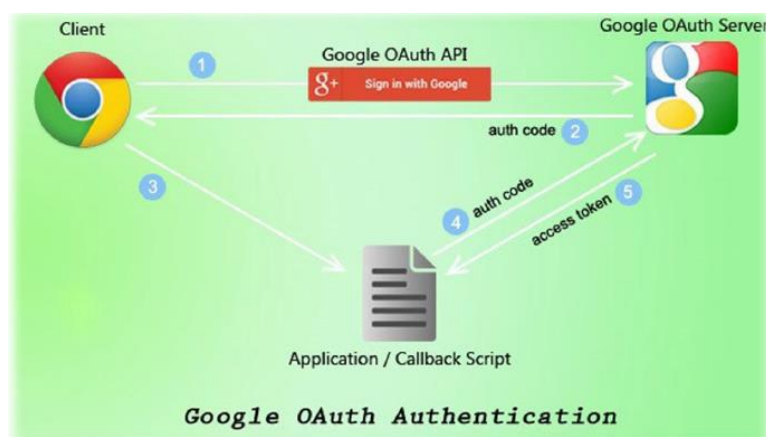 Client
Google OAuth Server
1
Google OAuth API
g+ Sign in with Google
auth code 2
3
4 auth code
access token 5
Application / Callback Script
Google OAuth Authentication